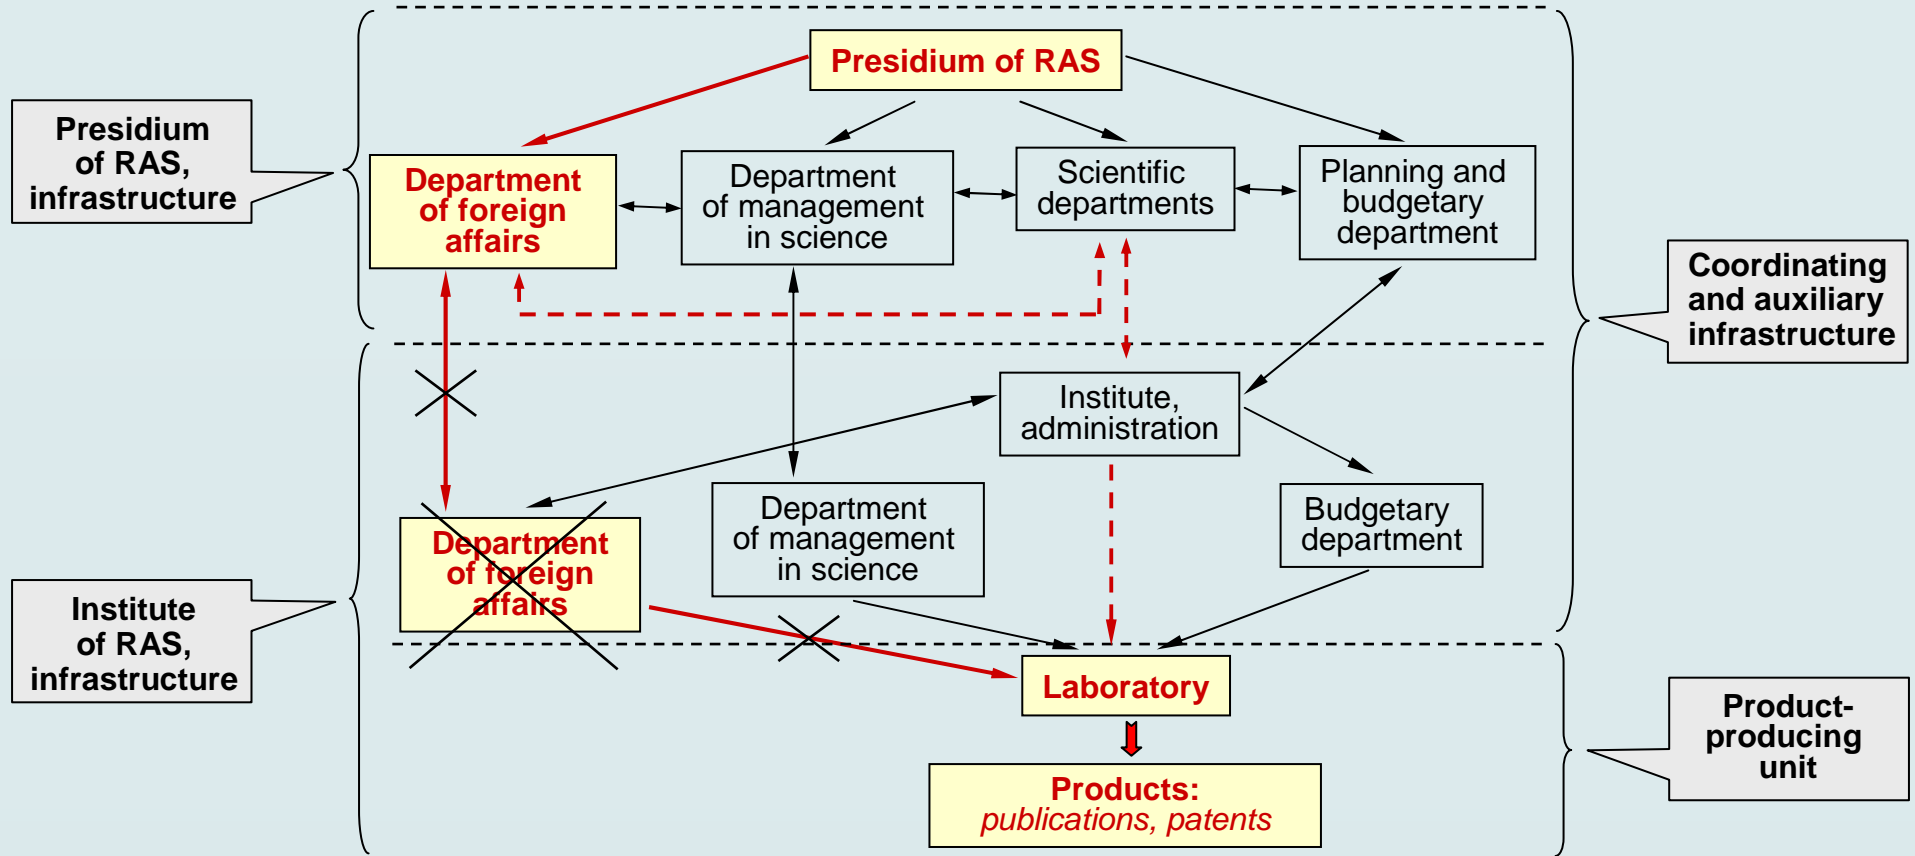 Presidium of RAS
Presidium
of RAS,
infrastructure
Department
of foreign
affairs
Department
of management
in science
Scientific
departments
Planning and
budgetary
department
Coordinating
and auxiliary
infrastructure
Institute,
administration
Department
of foreign
affairs
Department
of management
in science
Budgetary
department
Institute
of RAS,
infrastructure
Laboratory
Product-
producing
unit
Products:
publications, patents